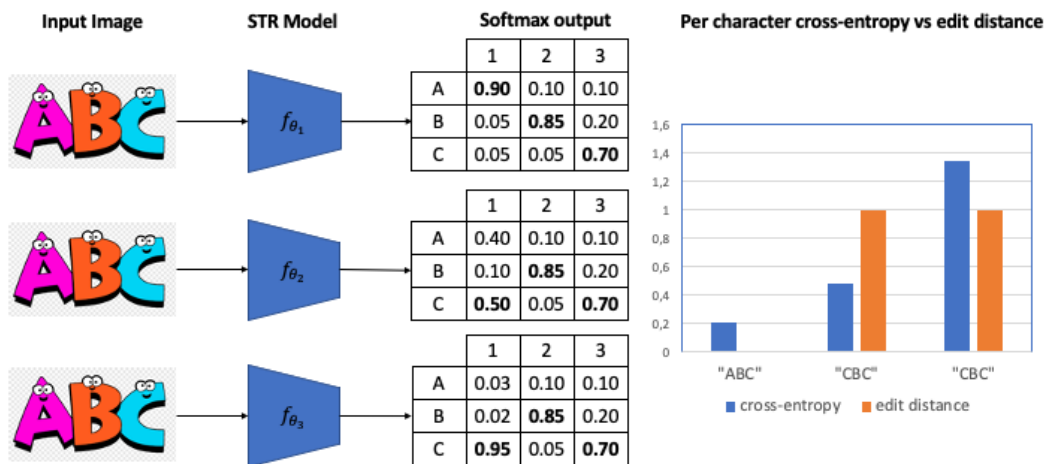 Input Image STR Model Softmax output Per character cross-entropy vs edit distance
1 2 3
A 0.90 0.10 0.10
B 0.05 0.85 0.20
C 0.05 0.05 0.70
ABC
fθ1
1 2 3
A 0.40 0.10 0.10
B 0.10 0.85 0.20
C 0.50 0.05 0.70
ABC
fθ2
1 2 3
A 0.03 0.10 0.10
B 0.02 0.85 0.20
C 0.95 0.05 0.70
ABC
fθ3
1,6
1,4
1,2
1
0,8
0,6
0,4
0,2
0
"ABC" "CBC" "CBC"
cross-entropy edit distance